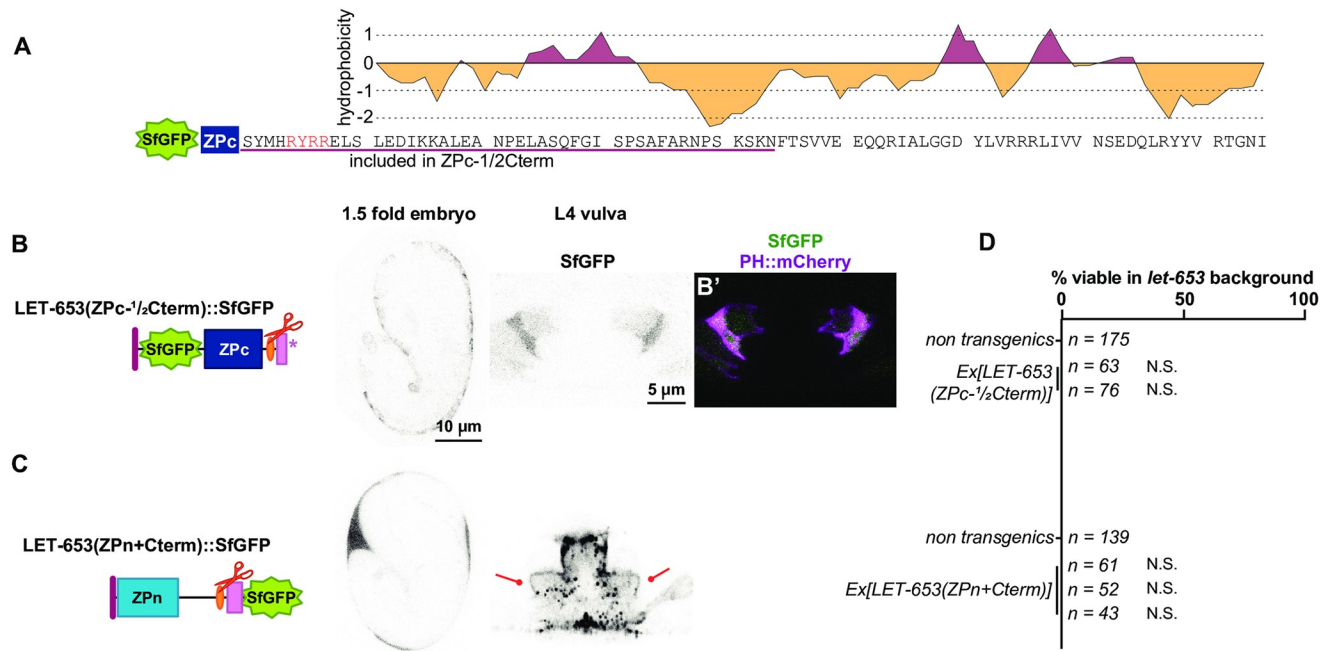 A
hydrophobicity
1
0
-1
-2
SfGFP ZPc SYMHRYRRELS LEDIKKALEA NPELASQFGI SPSAFARNPS KSKNFTSVVE EQQRIALGGD YLVRRRLIVV NSEDQLRYYV RTGNI
included in ZPc-1/2Cterm
1.5 fold embryo L4 vulva
B
SfGFP
SfGFP
PH::mCherry
D
% viable in let-653 background
0 50 100
LET-653(ZPc-1/2Cterm)::SfGFP
SfGFP ZPc *
B'
5 µm
10 µm
non transgenics n = 175
Ex[LET-653 n = 63 N.S.
(ZPc-1/2Cterm)] n = 76 N.S.
C
LET-653(ZPn+Cterm)::SfGFP
ZPn SfGFP
non transgenics n = 139
n = 61 N.S.
Ex[LET-653(ZPn+Cterm)] n = 52 N.S.
n = 43 N.S.